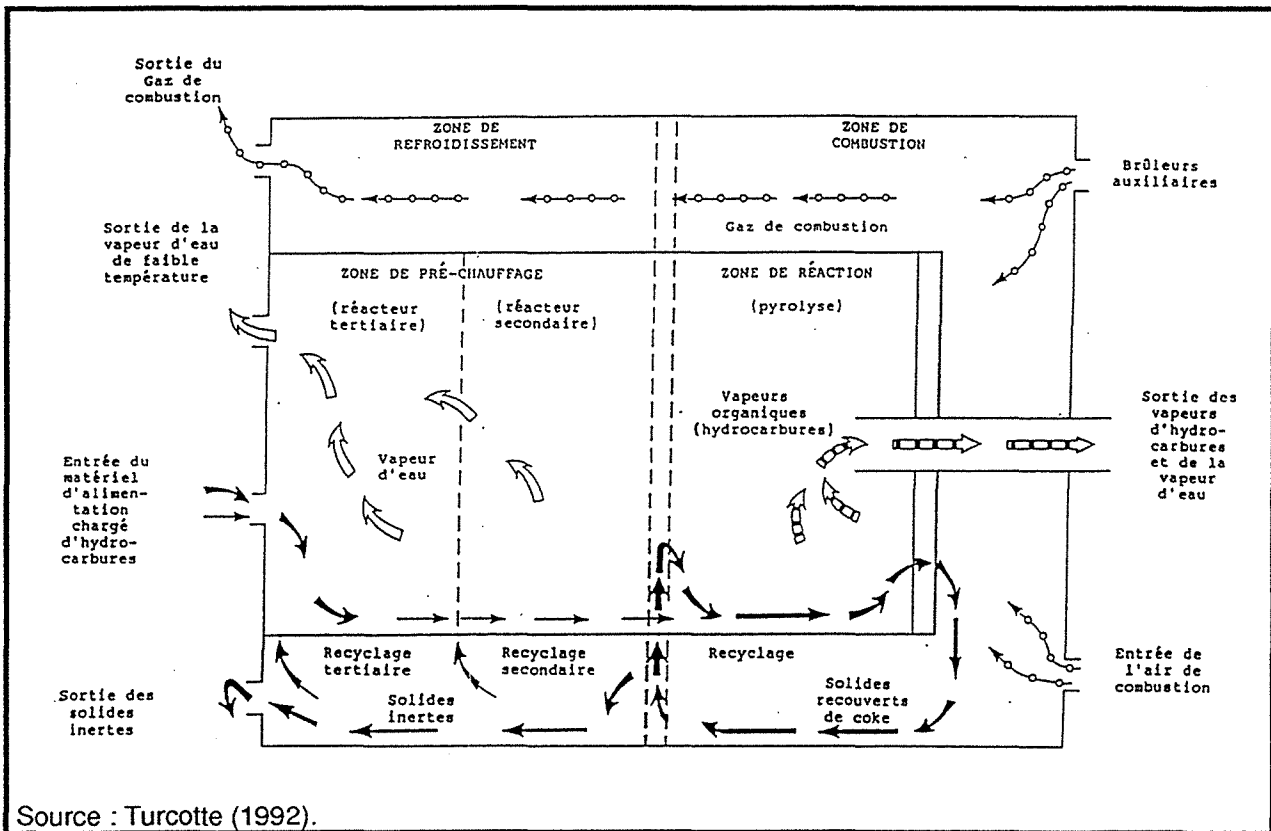 Sortie du
Gaz de
combustion
ZONE DE
REFROIDISSEMENT
ZONE DE
COMBUSTION
Brûleurs
auxiliaires
Gaz de combustion
Sortie de la
vapeur d'eau
de faible
température
ZONE DE PRÉ-CHAUFFAGE
(réacteur
tertiaire)
(réacteur
secondaire)
ZONE DE RÉACTION
(pyrolyse)
Vapeurs
organiques
(hydrocarbures)
Sortie des
vapeurs
d'hydro-
carbures
et de la
vapeur
d'eau
Vapeur
d'eau
Entrée du
matériel
d'alimen-
tation
chargé
d'hydro-
carbures
Recyclage
tertiaire
Recyclage
secondaire
Recyclage
Entrée de
l'air de
combustion
Sortie des
solides
inertes
Solides
inertes
Solides
recouverts
de coke
Source : Turcotte (1992).